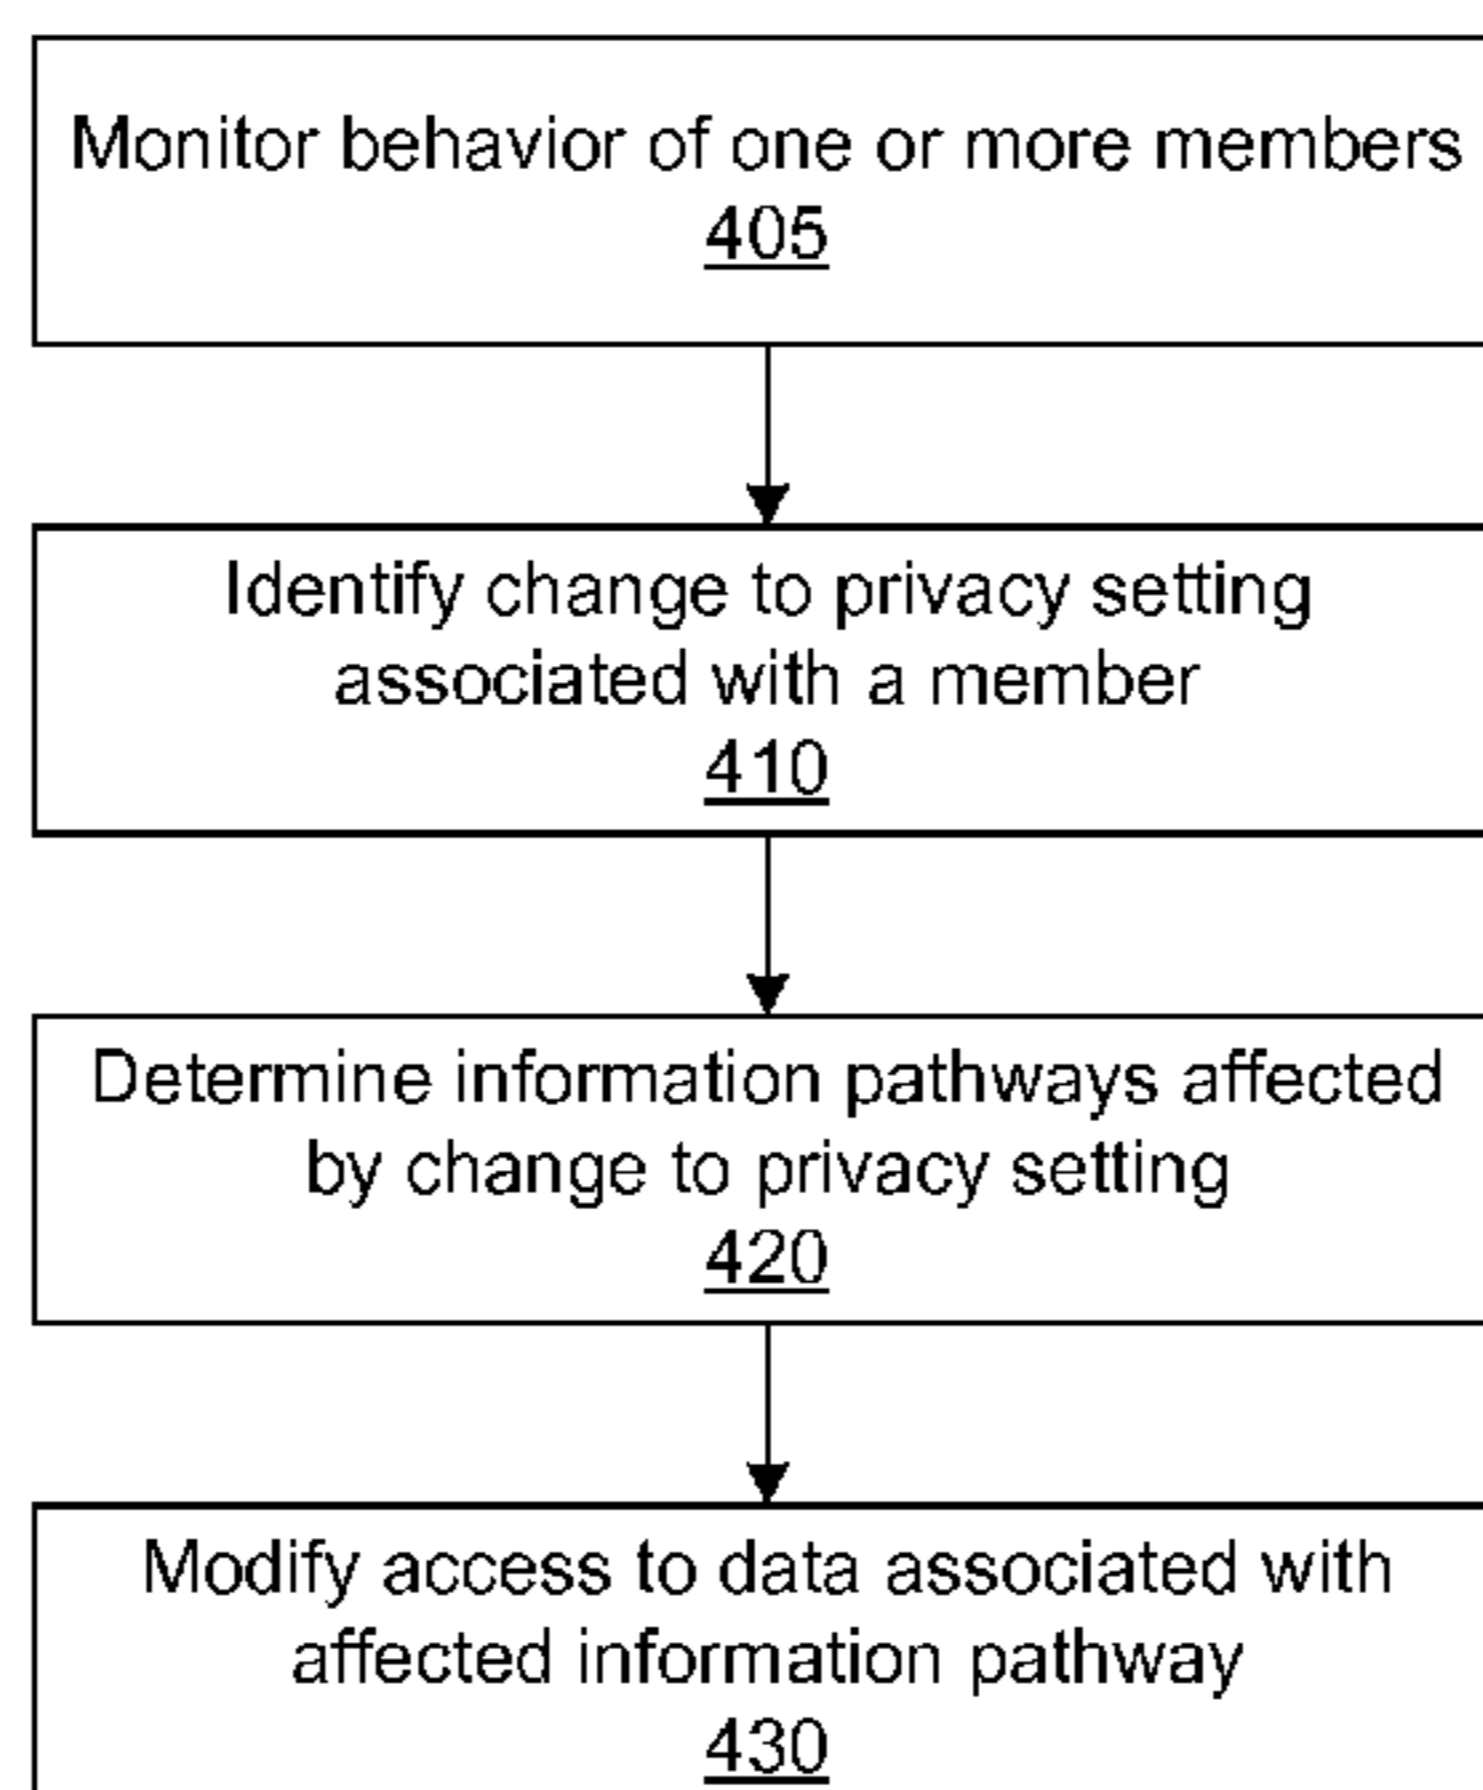 Monitor behavior of one or more members
405
Identify change to privacy setting
associated with a member
410
Determine information pathways affected
by change to privacy setting
420
Modify access to data associated with
affected information pathway
430